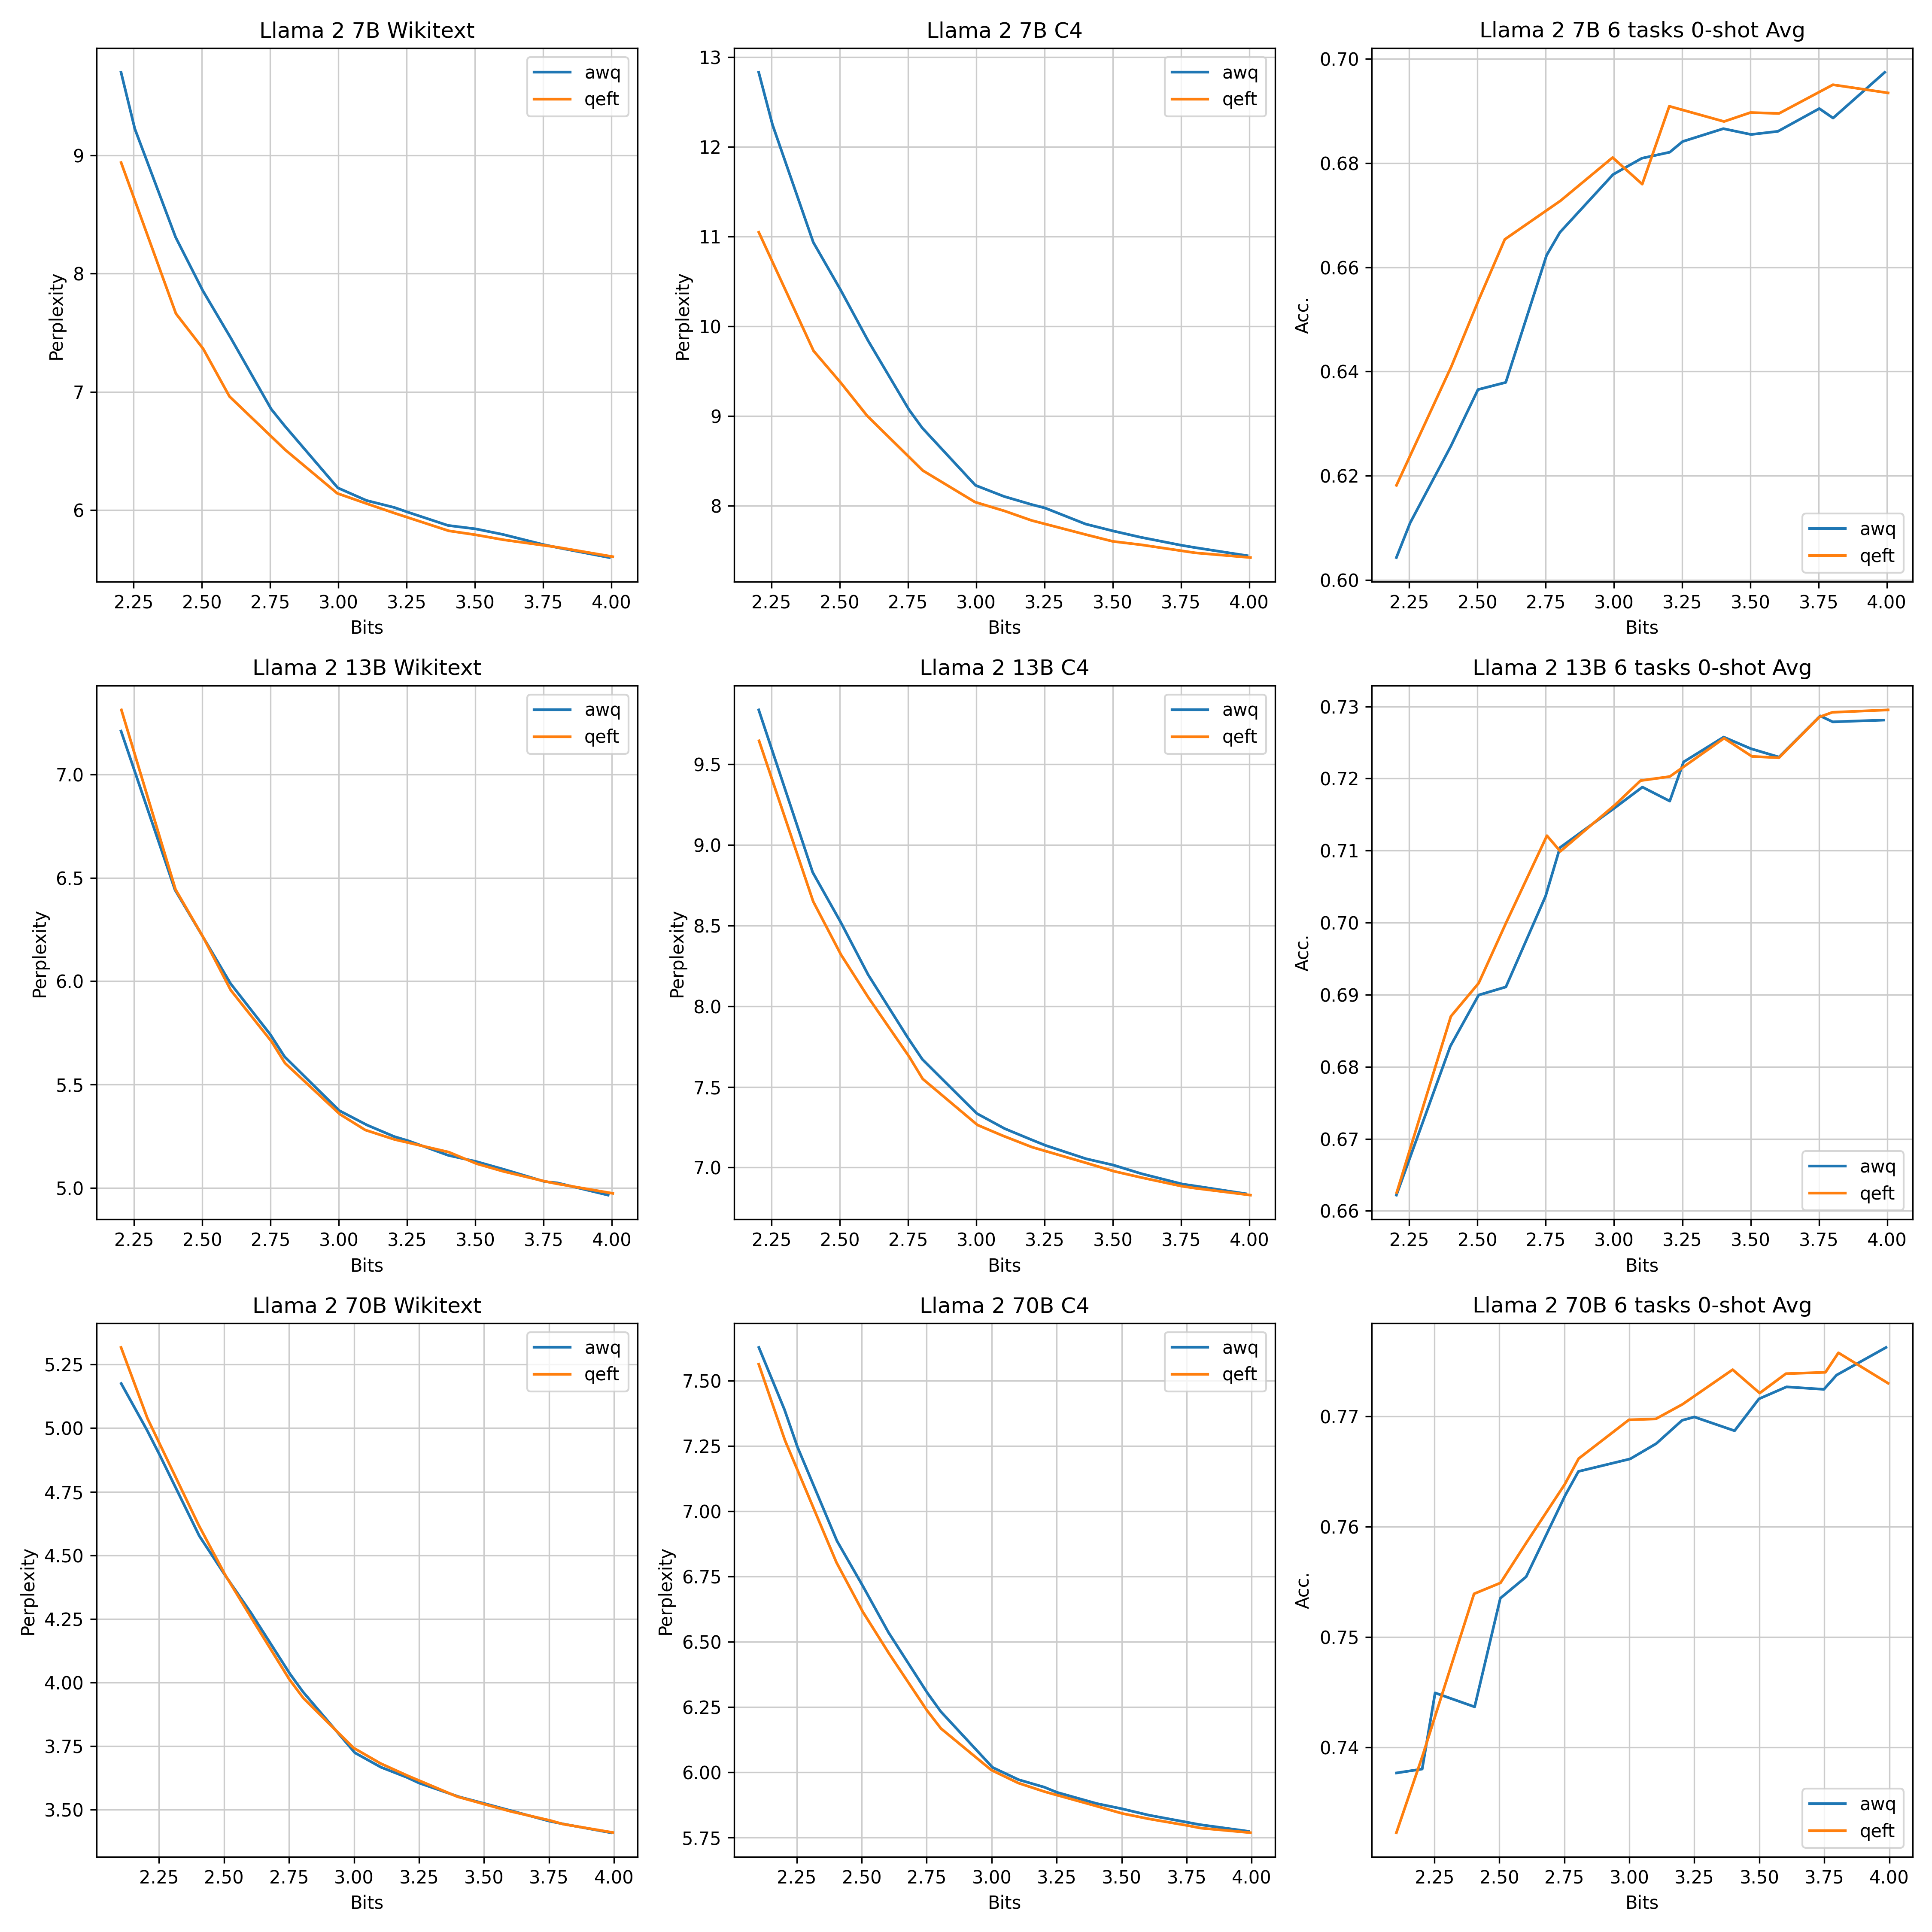 Llama 2 7B Wikitext
awq
qeft
Perplexity
9
8
7
6
2.25 2.50 2.75 3.00 3.25 3.50 3.75 4.00
Bits
Llama 2 7B C4
awq
qeft
Perplexity
13
12
11
10
9
8
2.25 2.50 2.75 3.00 3.25 3.50 3.75 4.00
Bits
Llama 2 7B 6 tasks 0-shot Avg
Acc.
0.70
0.68
0.66
0.64
0.62
0.60
awq
qeft
2.25 2.50 2.75 3.00 3.25 3.50 3.75 4.00
Bits
Llama 2 13B Wikitext
awq
qeft
Perplexity
7.0
6.5
6.0
5.5
5.0
2.25 2.50 2.75 3.00 3.25 3.50 3.75 4.00
Bits
Llama 2 13B C4
awq
qeft
Perplexity
9.5
9.0
8.5
8.0
7.5
7.0
2.25 2.50 2.75 3.00 3.25 3.50 3.75 4.00
Bits
Llama 2 13B 6 tasks 0-shot Avg
Acc.
0.73
0.72
0.71
0.70
0.69
0.68
0.67
0.66
awq
qeft
2.25 2.50 2.75 3.00 3.25 3.50 3.75 4.00
Bits
Llama 2 70B Wikitext
awq
qeft
Perplexity
5.25
5.00
4.75
4.50
4.25
4.00
3.75
3.50
2.25 2.50 2.75 3.00 3.25 3.50 3.75 4.00
Bits
Llama 2 70B C4
awq
qeft
Perplexity
7.50
7.25
7.00
6.75
6.50
6.25
6.00
5.75
2.25 2.50 2.75 3.00 3.25 3.50 3.75 4.00
Bits
Llama 2 70B 6 tasks 0-shot Avg
Acc.
0.77
0.76
0.75
0.74
awq
qeft
2.25 2.50 2.75 3.00 3.25 3.50 3.75 4.00
Bits